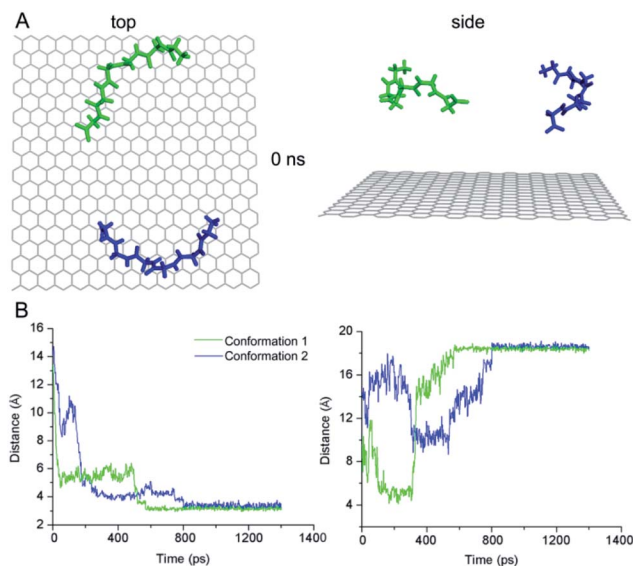 A
top
side
0 ns
B
16
14
12
10
8
6
4
2
Distance (Å)
0
400
800
1200
1400
Time (ps)
Conformation 1
Conformation 2
20
16
12
8
4
Distance (Å)
0
400
800
1200
1400
Time (ps)